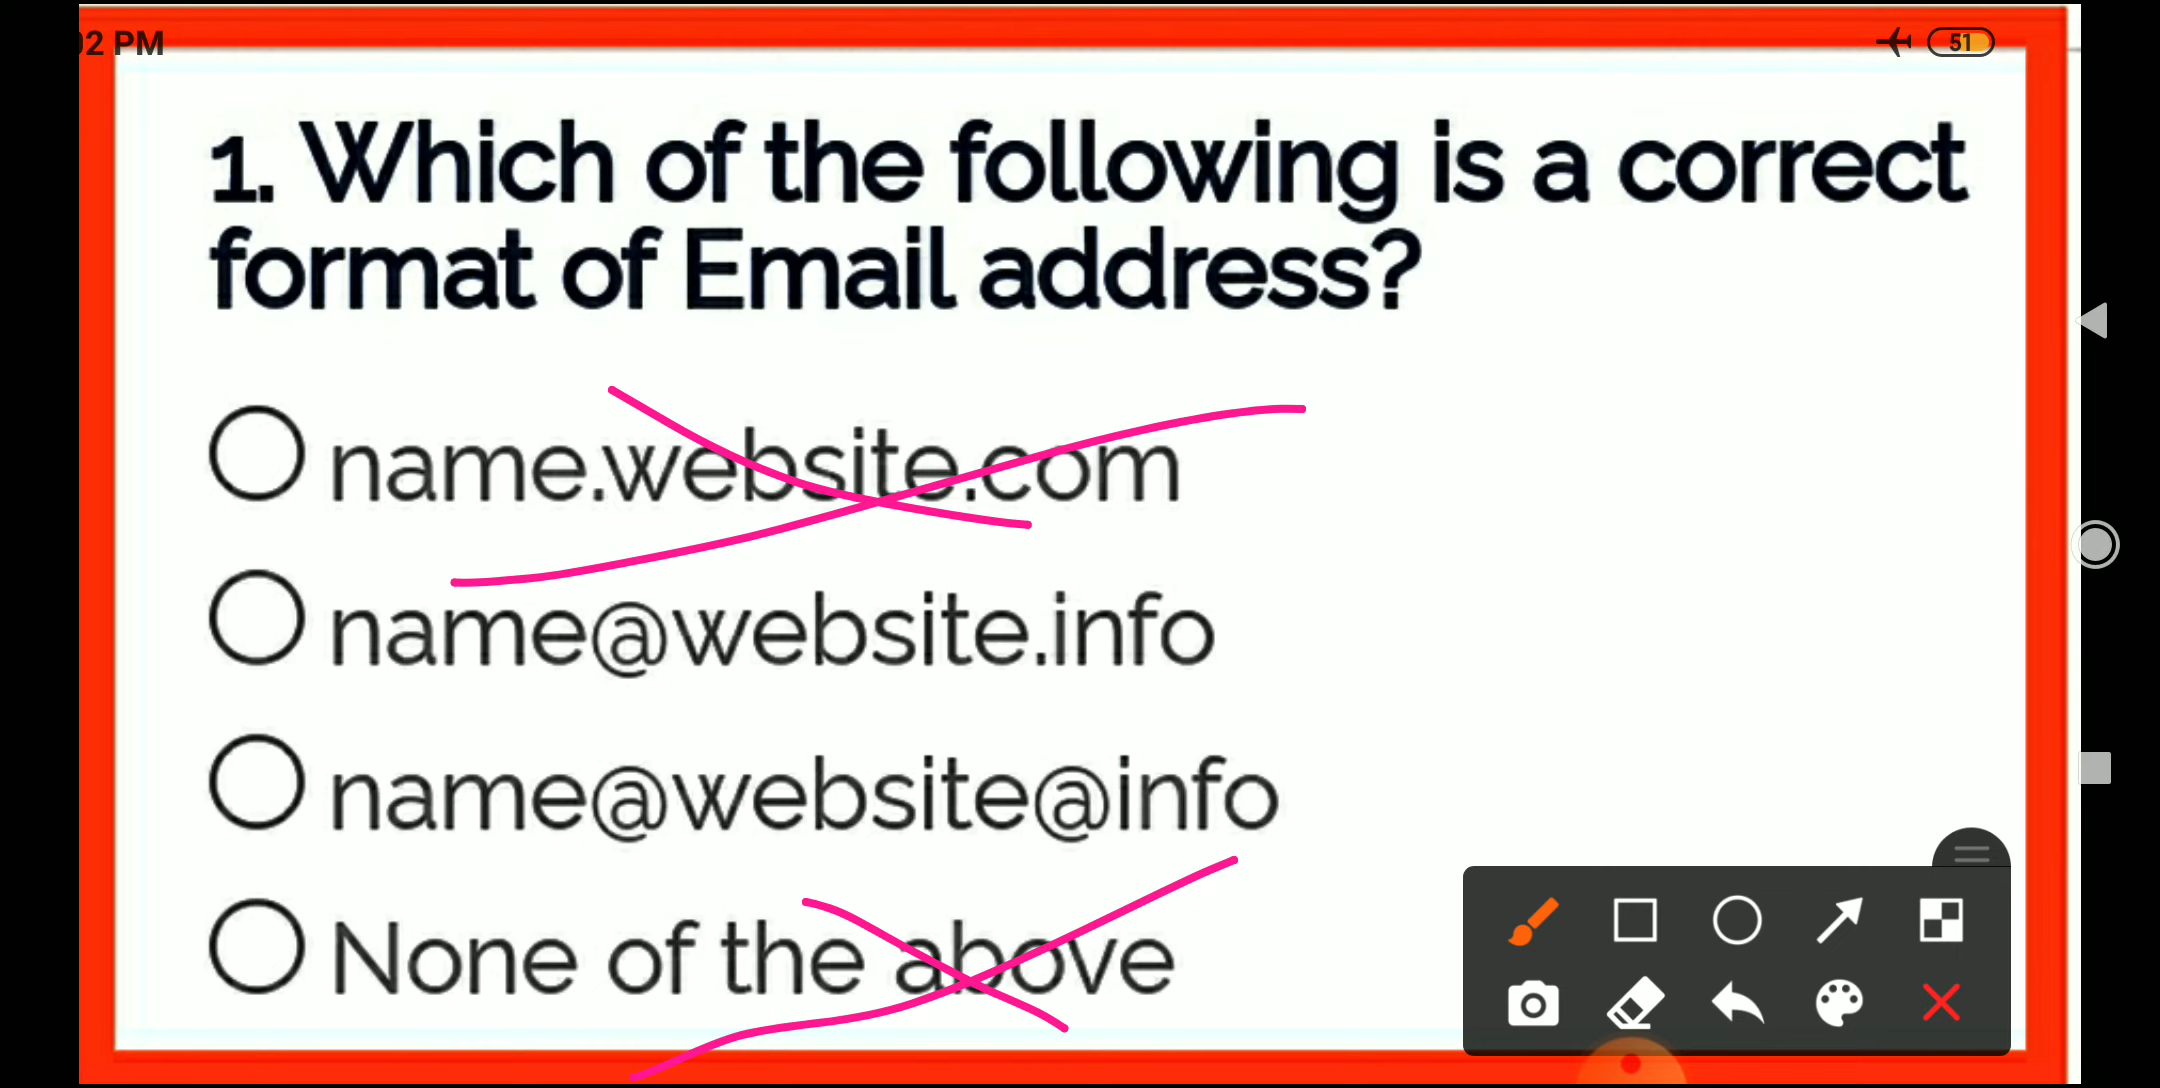 02 PM
51
1. Which of the following is a correct
format of Email address?
name.website.com
name@website.info
name@website@info
None of the above